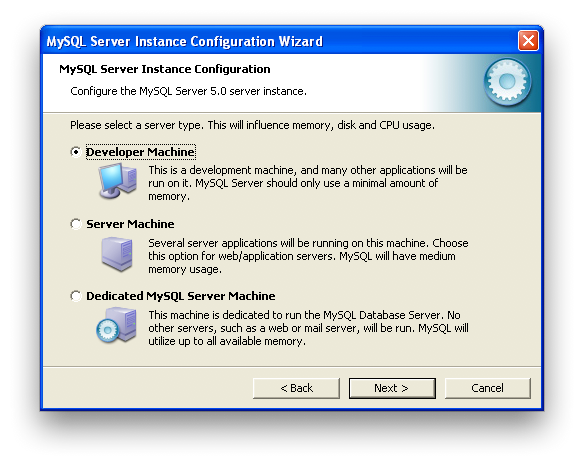 MySQL Server Instance Configuration Wizard
MySQL Server Instance Configuration
Configure the MySQL Server 5.0 server instance.
Please select a server type. This will influence memory, disk and CPU usage.
Developer Machine
This is a development machine, and many other applications will be
run on it. MySQL Server should only use a minimal amount of
memory.
Server Machine
Several server applications will be running on this machine. Choose
this option for web/application servers. MySQL will have medium
memory usage.
Dedicated MySQL Server Machine
This machine is dedicated to run the MySQL Database Server. No
other servers, such as a web or mail server, will be run. MySQL will
utilize up to all available memory.
< Back
Next >
Cancel